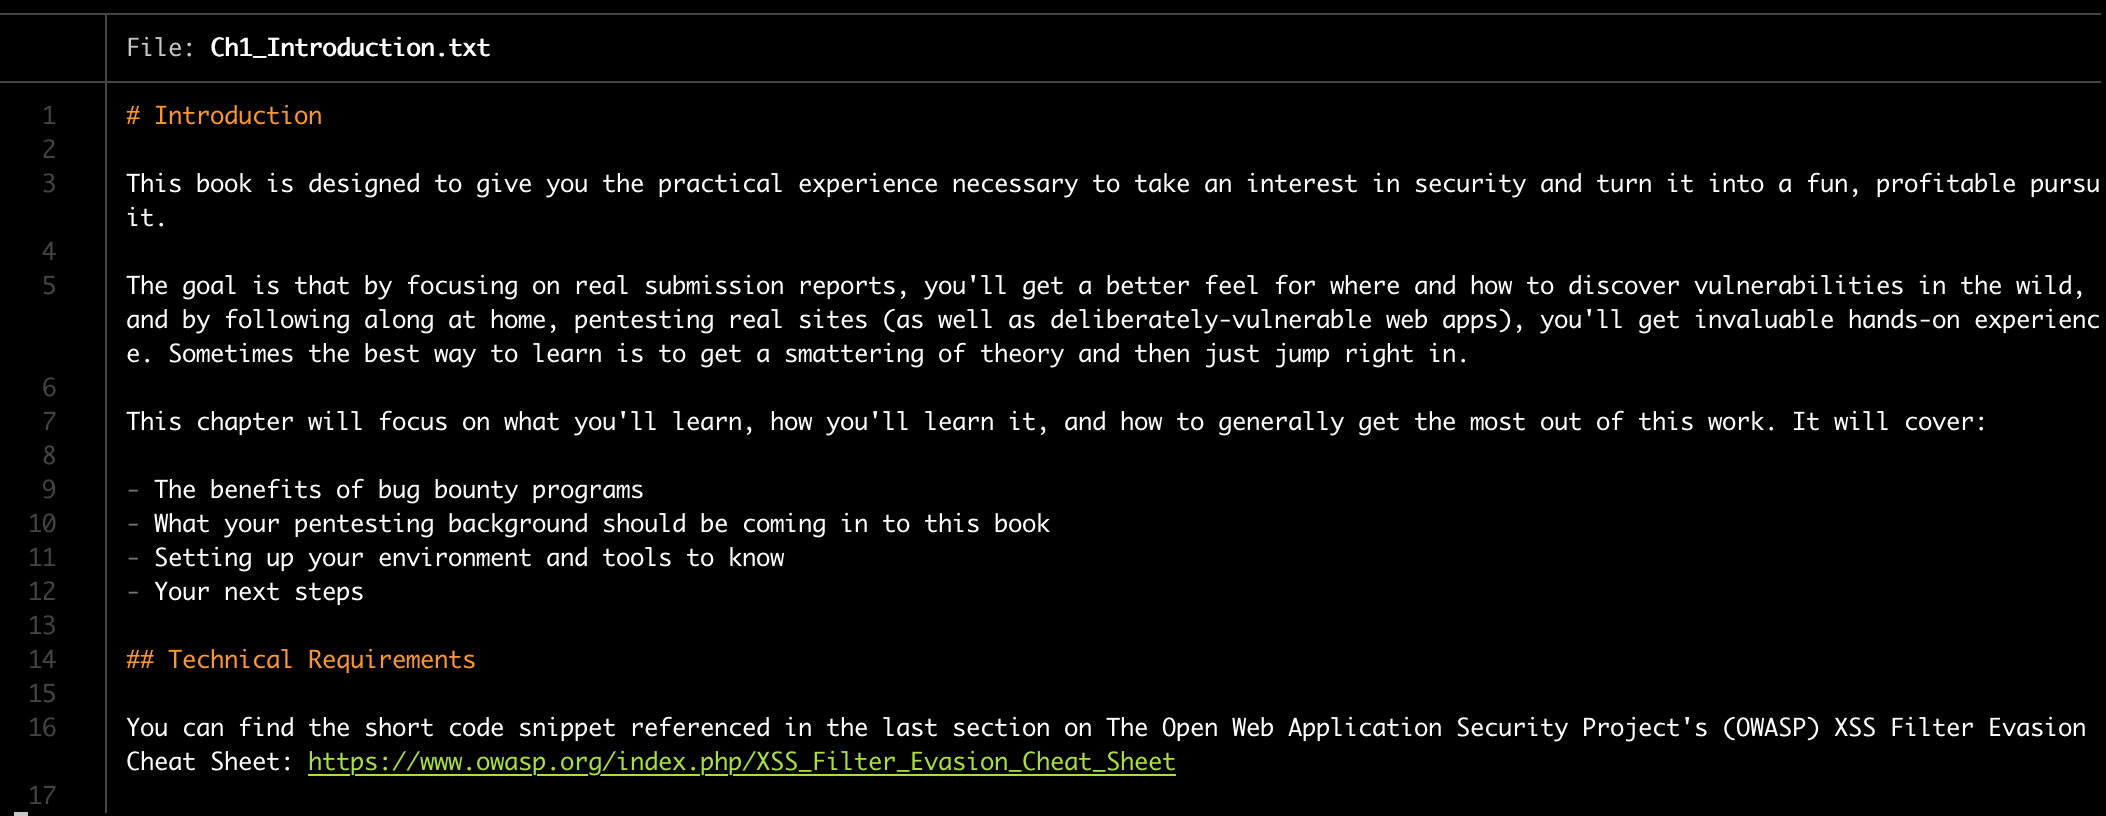 File: Ch1_Introduction.txt
1 # Introduction
2
3 This book is designed to give you the practical experience necessary to take an interest in security and turn it into a fun, profitable pursu
it.
4
5 The goal is that by focusing on real submission reports, you'll get a better feel for where and how to discover vulnerabilities in the wild,
and by following along at home, pentesting real sites (as well as deliberately-vulnerable web apps), you'll get invaluable hands-on experienc
e. Sometimes the best way to learn is to get a smattering of theory and then just jump right in.
6
7 This chapter will focus on what you'll learn, how you'll learn it, and how to generally get the most out of this work. It will cover:
8
9 - The benefits of bug bounty programs
10 - What your pentesting background should be coming in to this book
11 - Setting up your environment and tools to know
12 - Your next steps
13
14 ## Technical Requirements
15
16 You can find the short code snippet referenced in the last section on The Open Web Application Security Project's (OWASP) XSS Filter Evasion
Cheat Sheet: https://www.owasp.org/index.php/XSS_Filter_Evasion_Cheat_Sheet
17